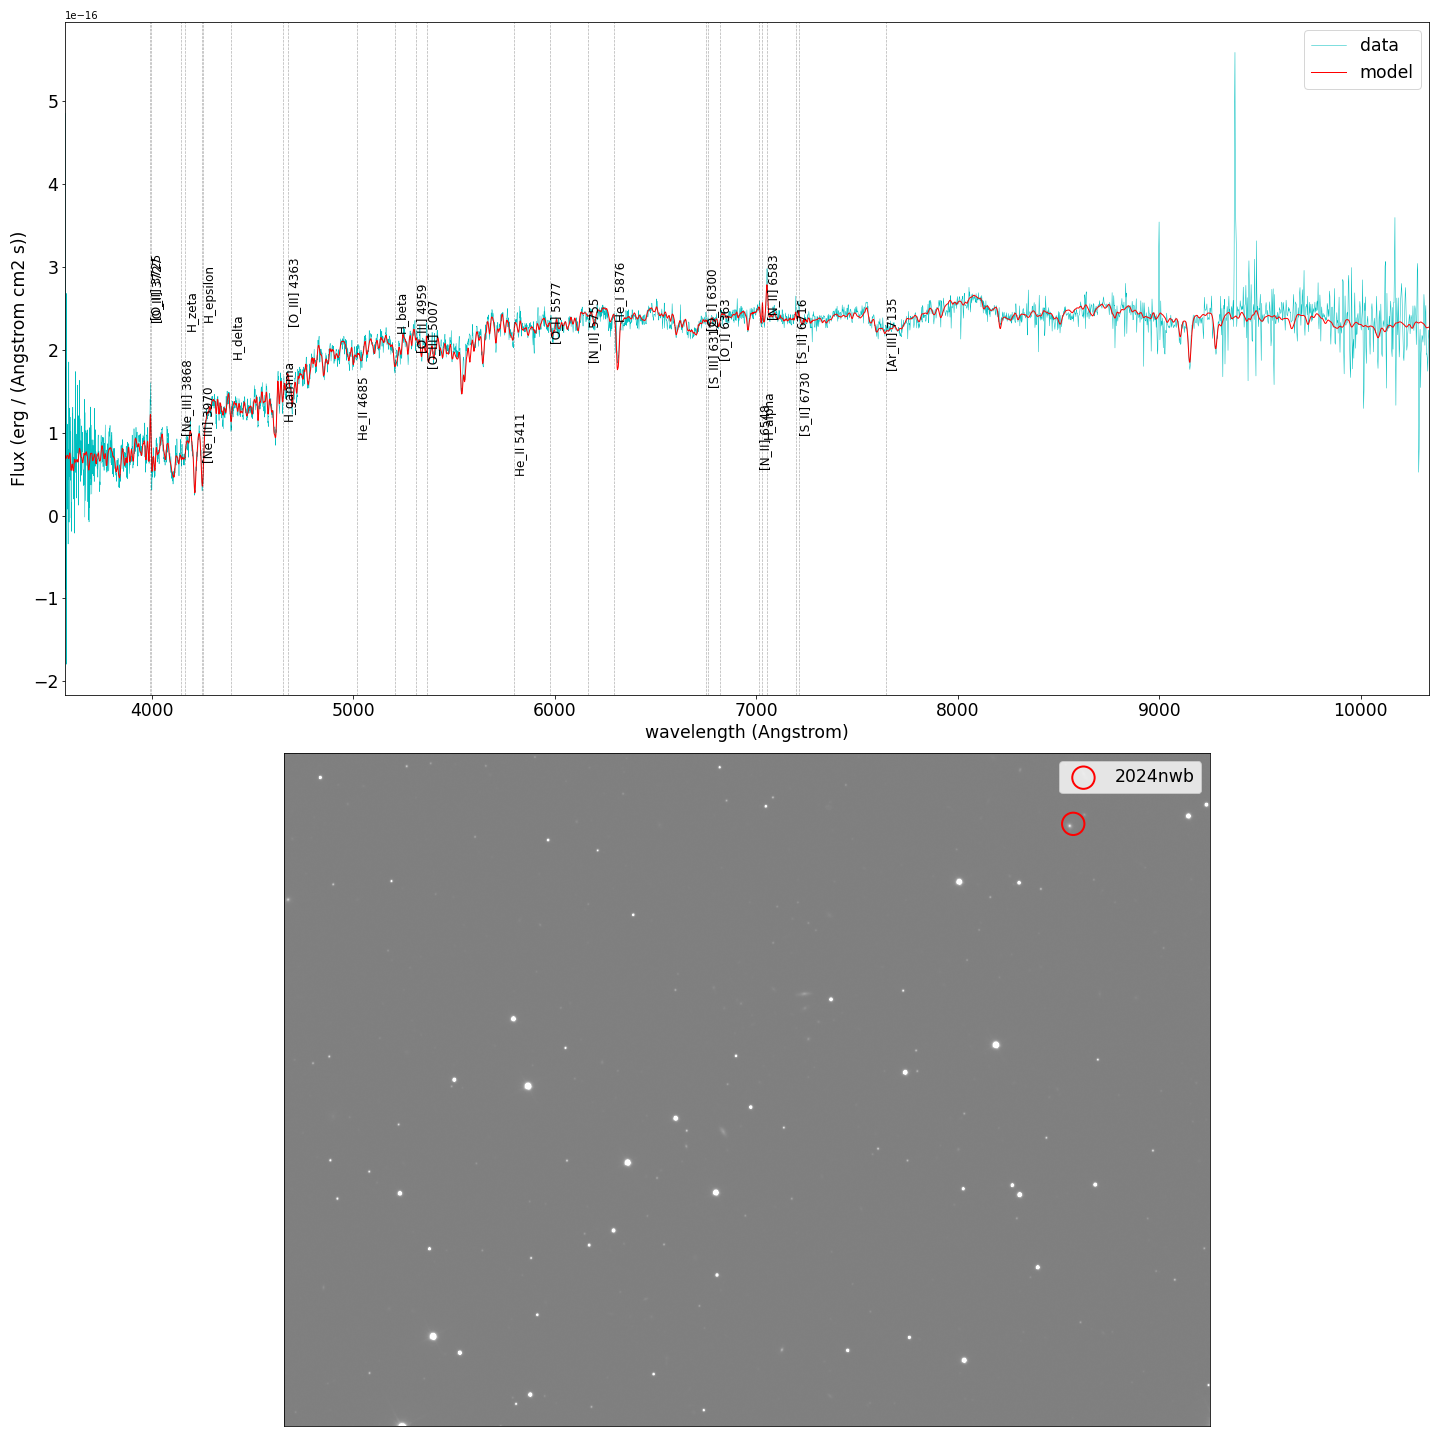 1e−16
data
model
Flux (erg / (Angstrom cm2 s))
5
4
3
2
1
0
−1
−2
[Ne_III] 3868
H_zeta
[Ne_III] 3970
H_epsilon
H_delta
H_gamma
[O_III] 4363
He_II 4685
H_beta
[O_III] 4959
[O_III] 5007
He_II 5411
[O_I] 5577
[N_II] 5755
He_I 5876
[O_I] 6300
[S_III] 6312
[O_I] 6363
[N_II] 6548
H_alpha
[N_II] 6583
[S_II] 6716
[S_II] 6730
[Ar_III] 7135
4000
5000
6000
7000
8000
9000
10000
wavelength (Angstrom)
2024nwb